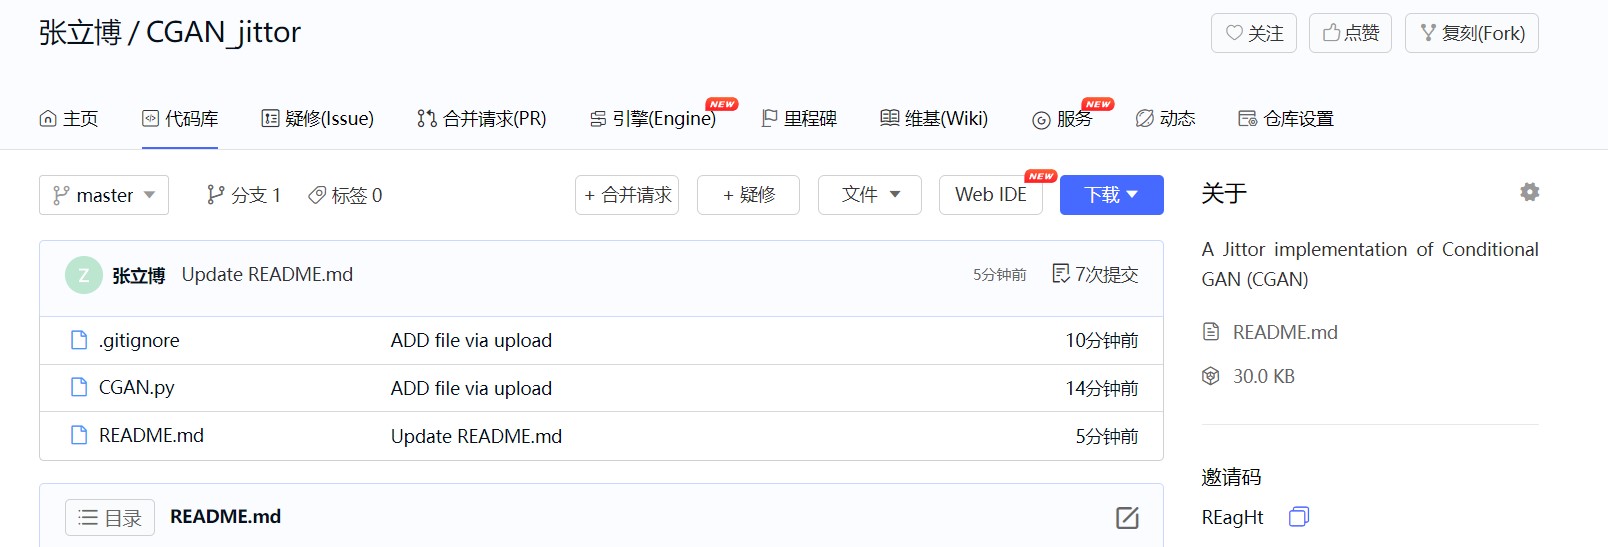 张立博 / CGAN_jittor
关注 点赞 复刻(Fork)
主页 代码库 疑修(Issue) 合并请求(PR) 引擎(Engine) NEW 里程碑 维基(Wiki) 服务 NEW 动态 仓库设置
master 分支 1 标签 0 + 合并请求 + 疑修 文件 Web IDE NEW 下载
Z 张立博 Update README.md 5分钟前 7次提交
.gitignore ADD file via upload 10分钟前
CGAN.py ADD file via upload 14分钟前
README.md Update README.md 5分钟前
目录 README.md
关于
A Jittor implementation of Conditional
GAN (CGAN)
README.md
30.0 KB
邀请码
REagHt